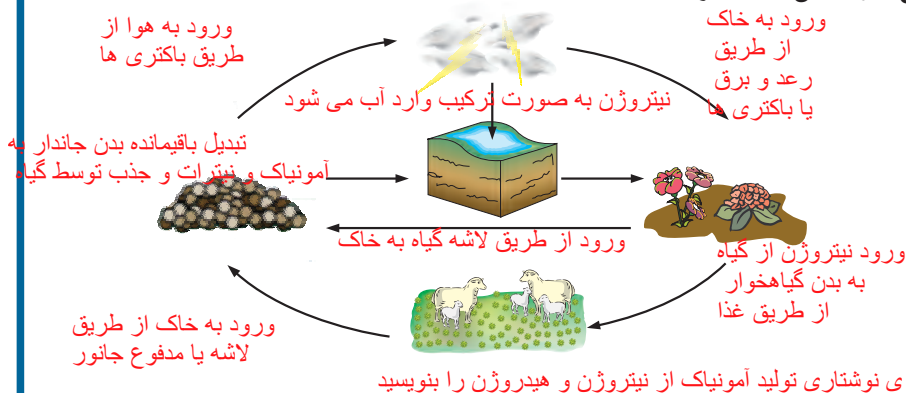 ورود به هوا از
طریق باکتری ها
ورود به خاک
از طریق
رعد و برق
یا باکتری ها
نیتروژن به صورت ترکیب وارد آب می شود
تبدیل باقیمانده بدن جاندار به
آمونیاک و نیترات و جذب توسط گیاه
ورود از طریق لاشه گیاه به خاک
ورود نیتروژن از گیاه
به بدن گیاهخوار
از طریق غذا
ورود به خاک از طریق
لاشه یا مدفوع جانور
ی نوشتاری تولید آمونیاک از نیتروژن و هیدروژن را بنویسید